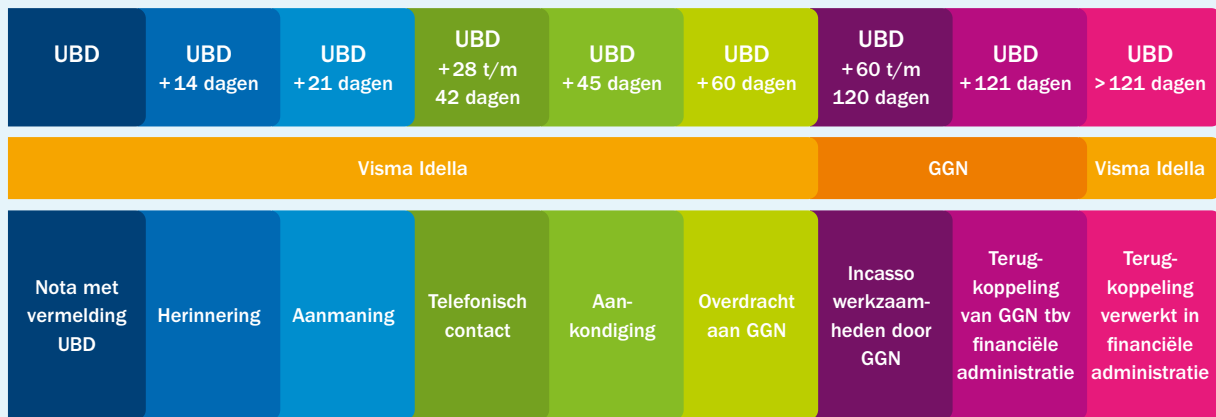 UBD
UBD
+14 dagen
UBD
+21 dagen
UBD
+28 t/m
42 dagen
UBD
+45 dagen
UBD
+60 dagen
UBD
+60 t/m
120 dagen
UBD
+121 dagen
UBD
>121 dagen
Visma Idella
GGN
Visma Idella
Nota met
vermelding
UBD
Herinnering
Aanmaning
Telefonisch
contact
Aan-
kondiging
Overdracht
aan GGN
Incasso
werkzaam-
heden door
GGN
Terug-
koppeling
van GGN tbv
financiële
administratie
Terug-
koppeling
verwerkt in
financiële
administratie